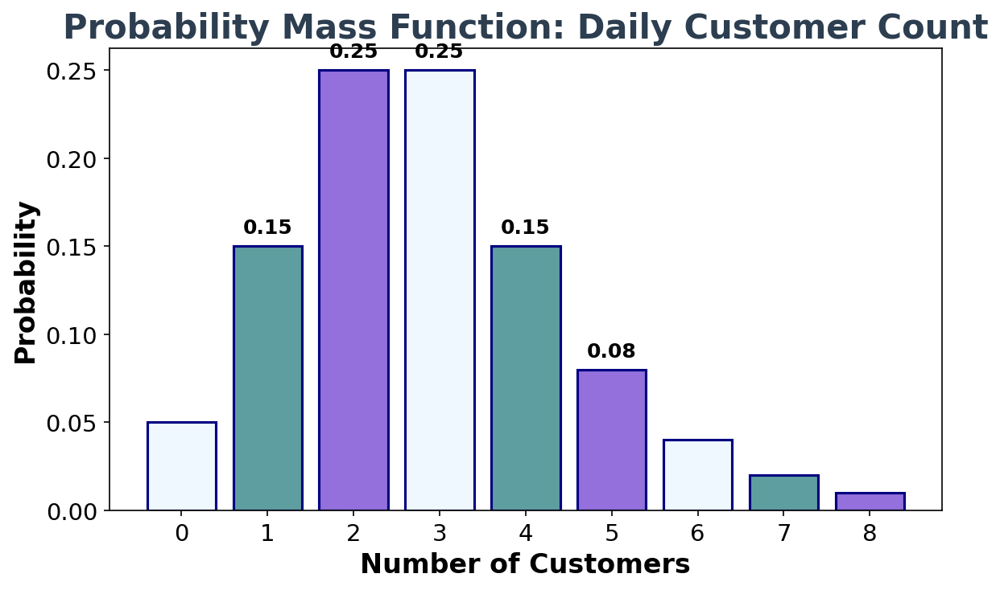 Probability Mass Function: Daily Customer Count
0.25 0.25
0.25
0.20
0.15 0.15
0.15
0.10
0.08
0.05
0.00
0 1 2 3 4 5 6 7 8
Number of Customers
Probability